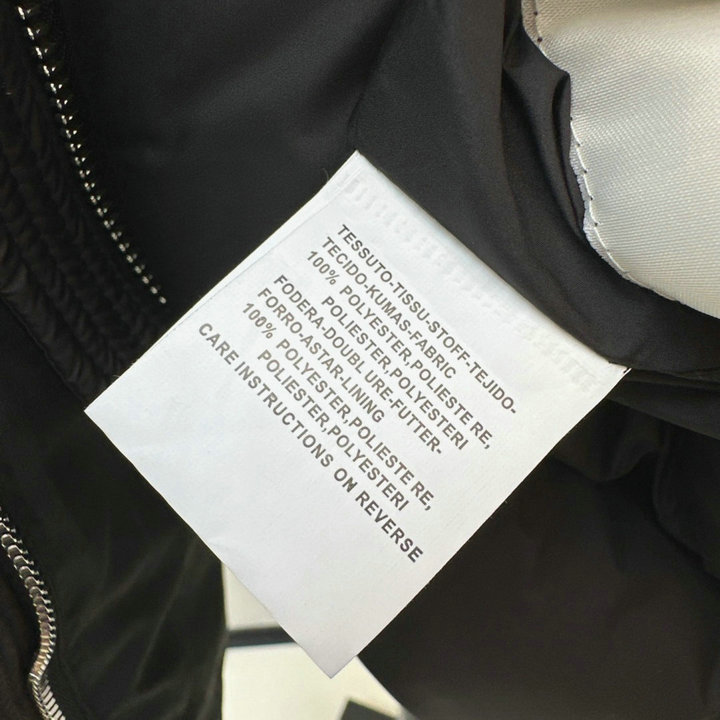 TESSUTO-TISSU-STOFF-TEJIDO-
TECIDO-KUMAS-FABRIC
100% POLYESTER,POLIESTE RE,
POLIESTER,POLYESTERI
FODERA-DOUBL URE-FUTTER-
FORRO-ASTAR-LINING
100% POLYESTER,POLIESTE RE,
POLIESTER,POLYESTERI
CARE INSTRUCTIONS ON REVERSE